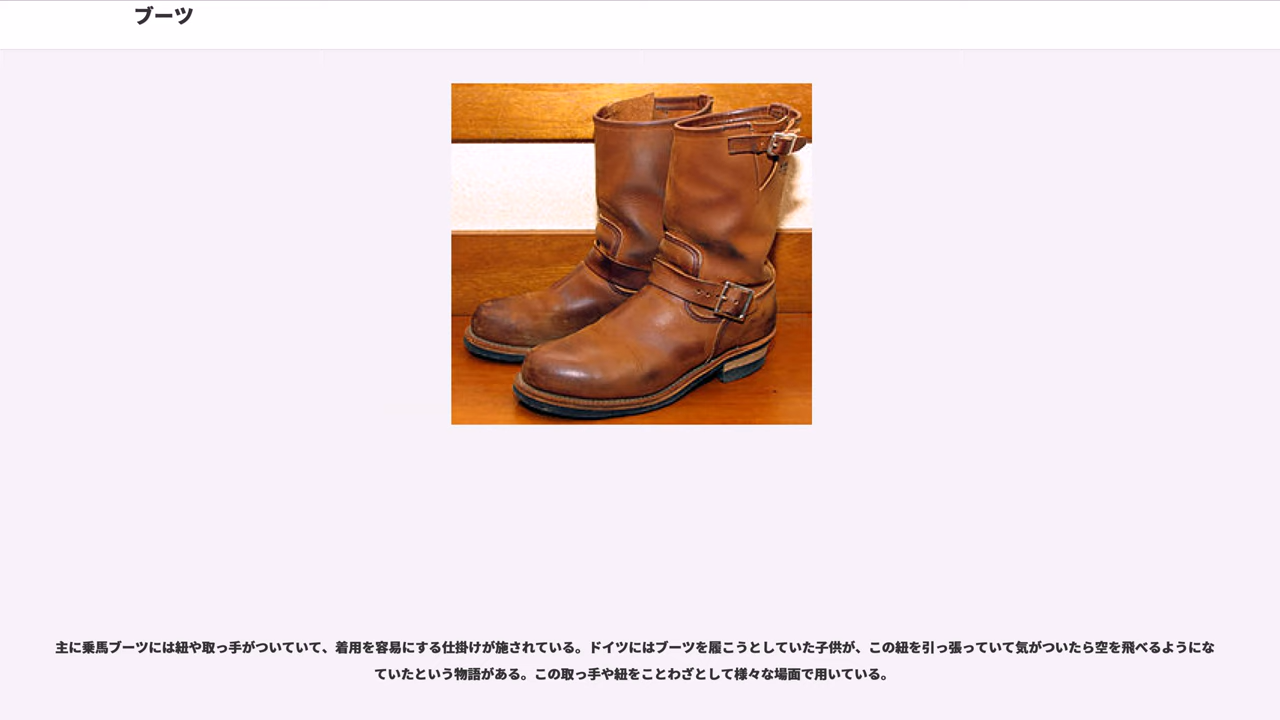 ブーツ
主に乗馬ブーツには紐や取っ手がついていて、着用を容易にする仕掛けが施されている。ドイツにはブーツを履こうとしていた子供が、この紐を引っ張っていて気がついたら空を飛べるようにな
ていたという物語がある。この取っ手や紐をことわざとして様々な場面で用いている。